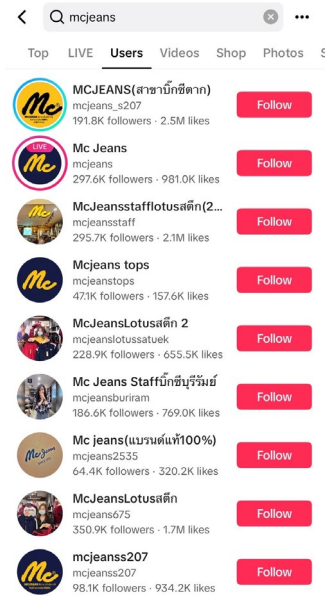 mcjeans
Top LIVE Users Videos Shop Photos S
MCJEANS(สาขาบิ๊กซีตาก)
mcjeans_s207
191.8K followers · 2.5M likes
Follow
LIVE
Mc Jeans
mcjeans
297.6K followers · 981.0K likes
Follow
McJeansstafflotusสตึก(2...
mcjeansstaff
295.7K followers · 2.1M likes
Follow
Mcjeans tops
mcjeanstops
47.1K followers · 157.6K likes
Follow
McJeansLotusสตึก 2
mcjeanslotussatuek
228.9K followers · 655.5K likes
Follow
Mc Jeans Staffบิ๊กซีบุรีรัมย์
mcjeansburiram
186.6K followers · 769.0K likes
Follow
Mc jeans(แบรนด์แท้100%)
mcjeans2535
64.4K followers · 320.2K likes
Follow
McJeansLotusสตึก
mcjeans675
350.9K followers · 1.7M likes
Follow
mcjeanss207
mcjeanss207
98.1K followers · 934.2K likes
Follow